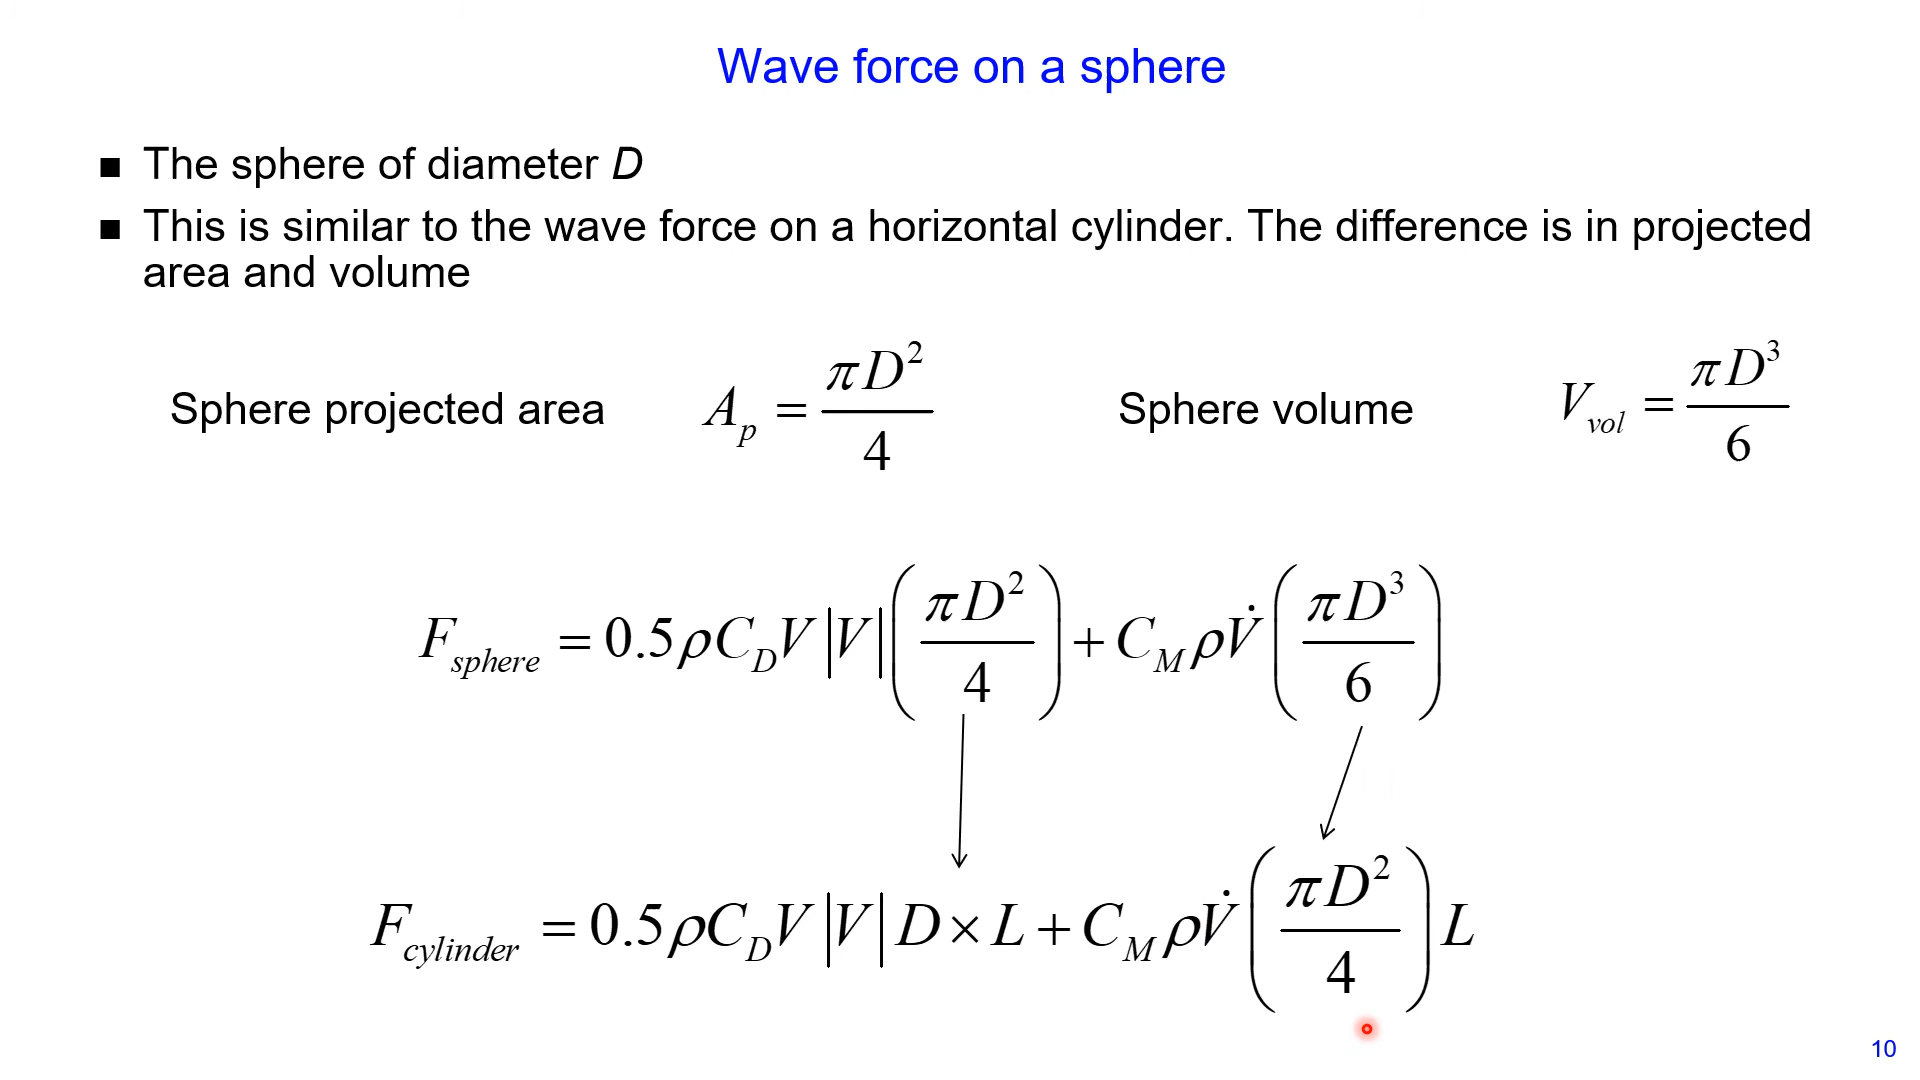 Wave force on a sphere
■ The sphere of diameter D
■ This is similar to the wave force on a horizontal cylinder. The difference is in projected
area and volume
Sphere projected area A_p = πD²/4 Sphere volume V_vol = πD³/6
F_sphere = 0.5ρC_D V|V|(πD²/4) + C_M ρV̇(πD³/6)
F_cylinder = 0.5ρC_D V|V|D×L + C_M ρV̇(πD²/4)L
10